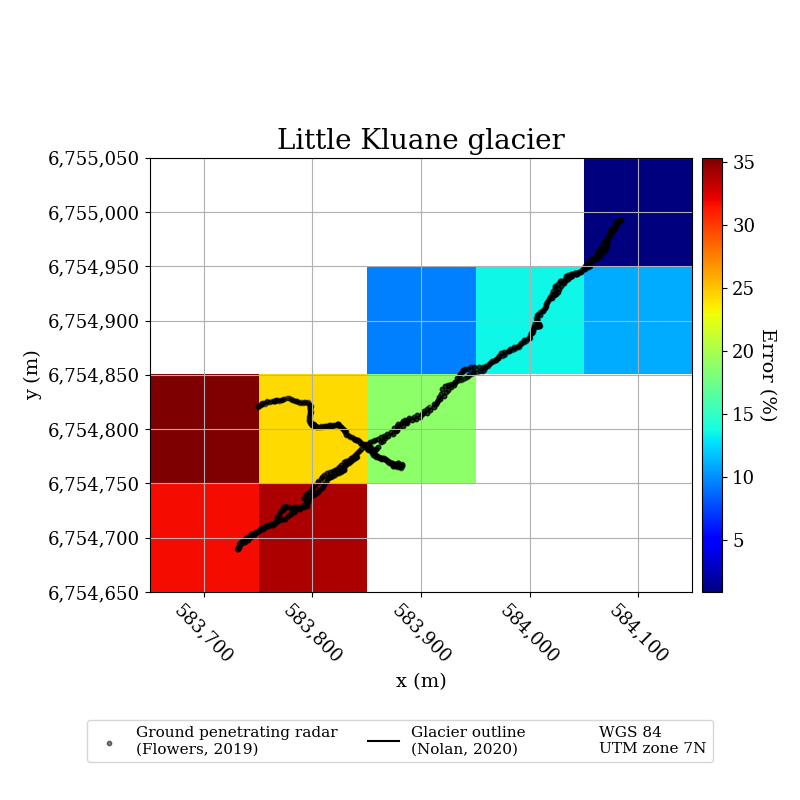 Little Kluane glacier
6,755,050
6,755,000
6,754,950
6,754,900
6,754,850
6,754,800
6,754,750
6,754,700
6,754,650
y (m)
583,700
583,800
583,900
584,000
584,100
x (m)
35
30
25
20
15
10
5
Error (%)
Ground penetrating radar
(Flowers, 2019)
Glacier outline
(Nolan, 2020)
WGS 84
UTM zone 7N